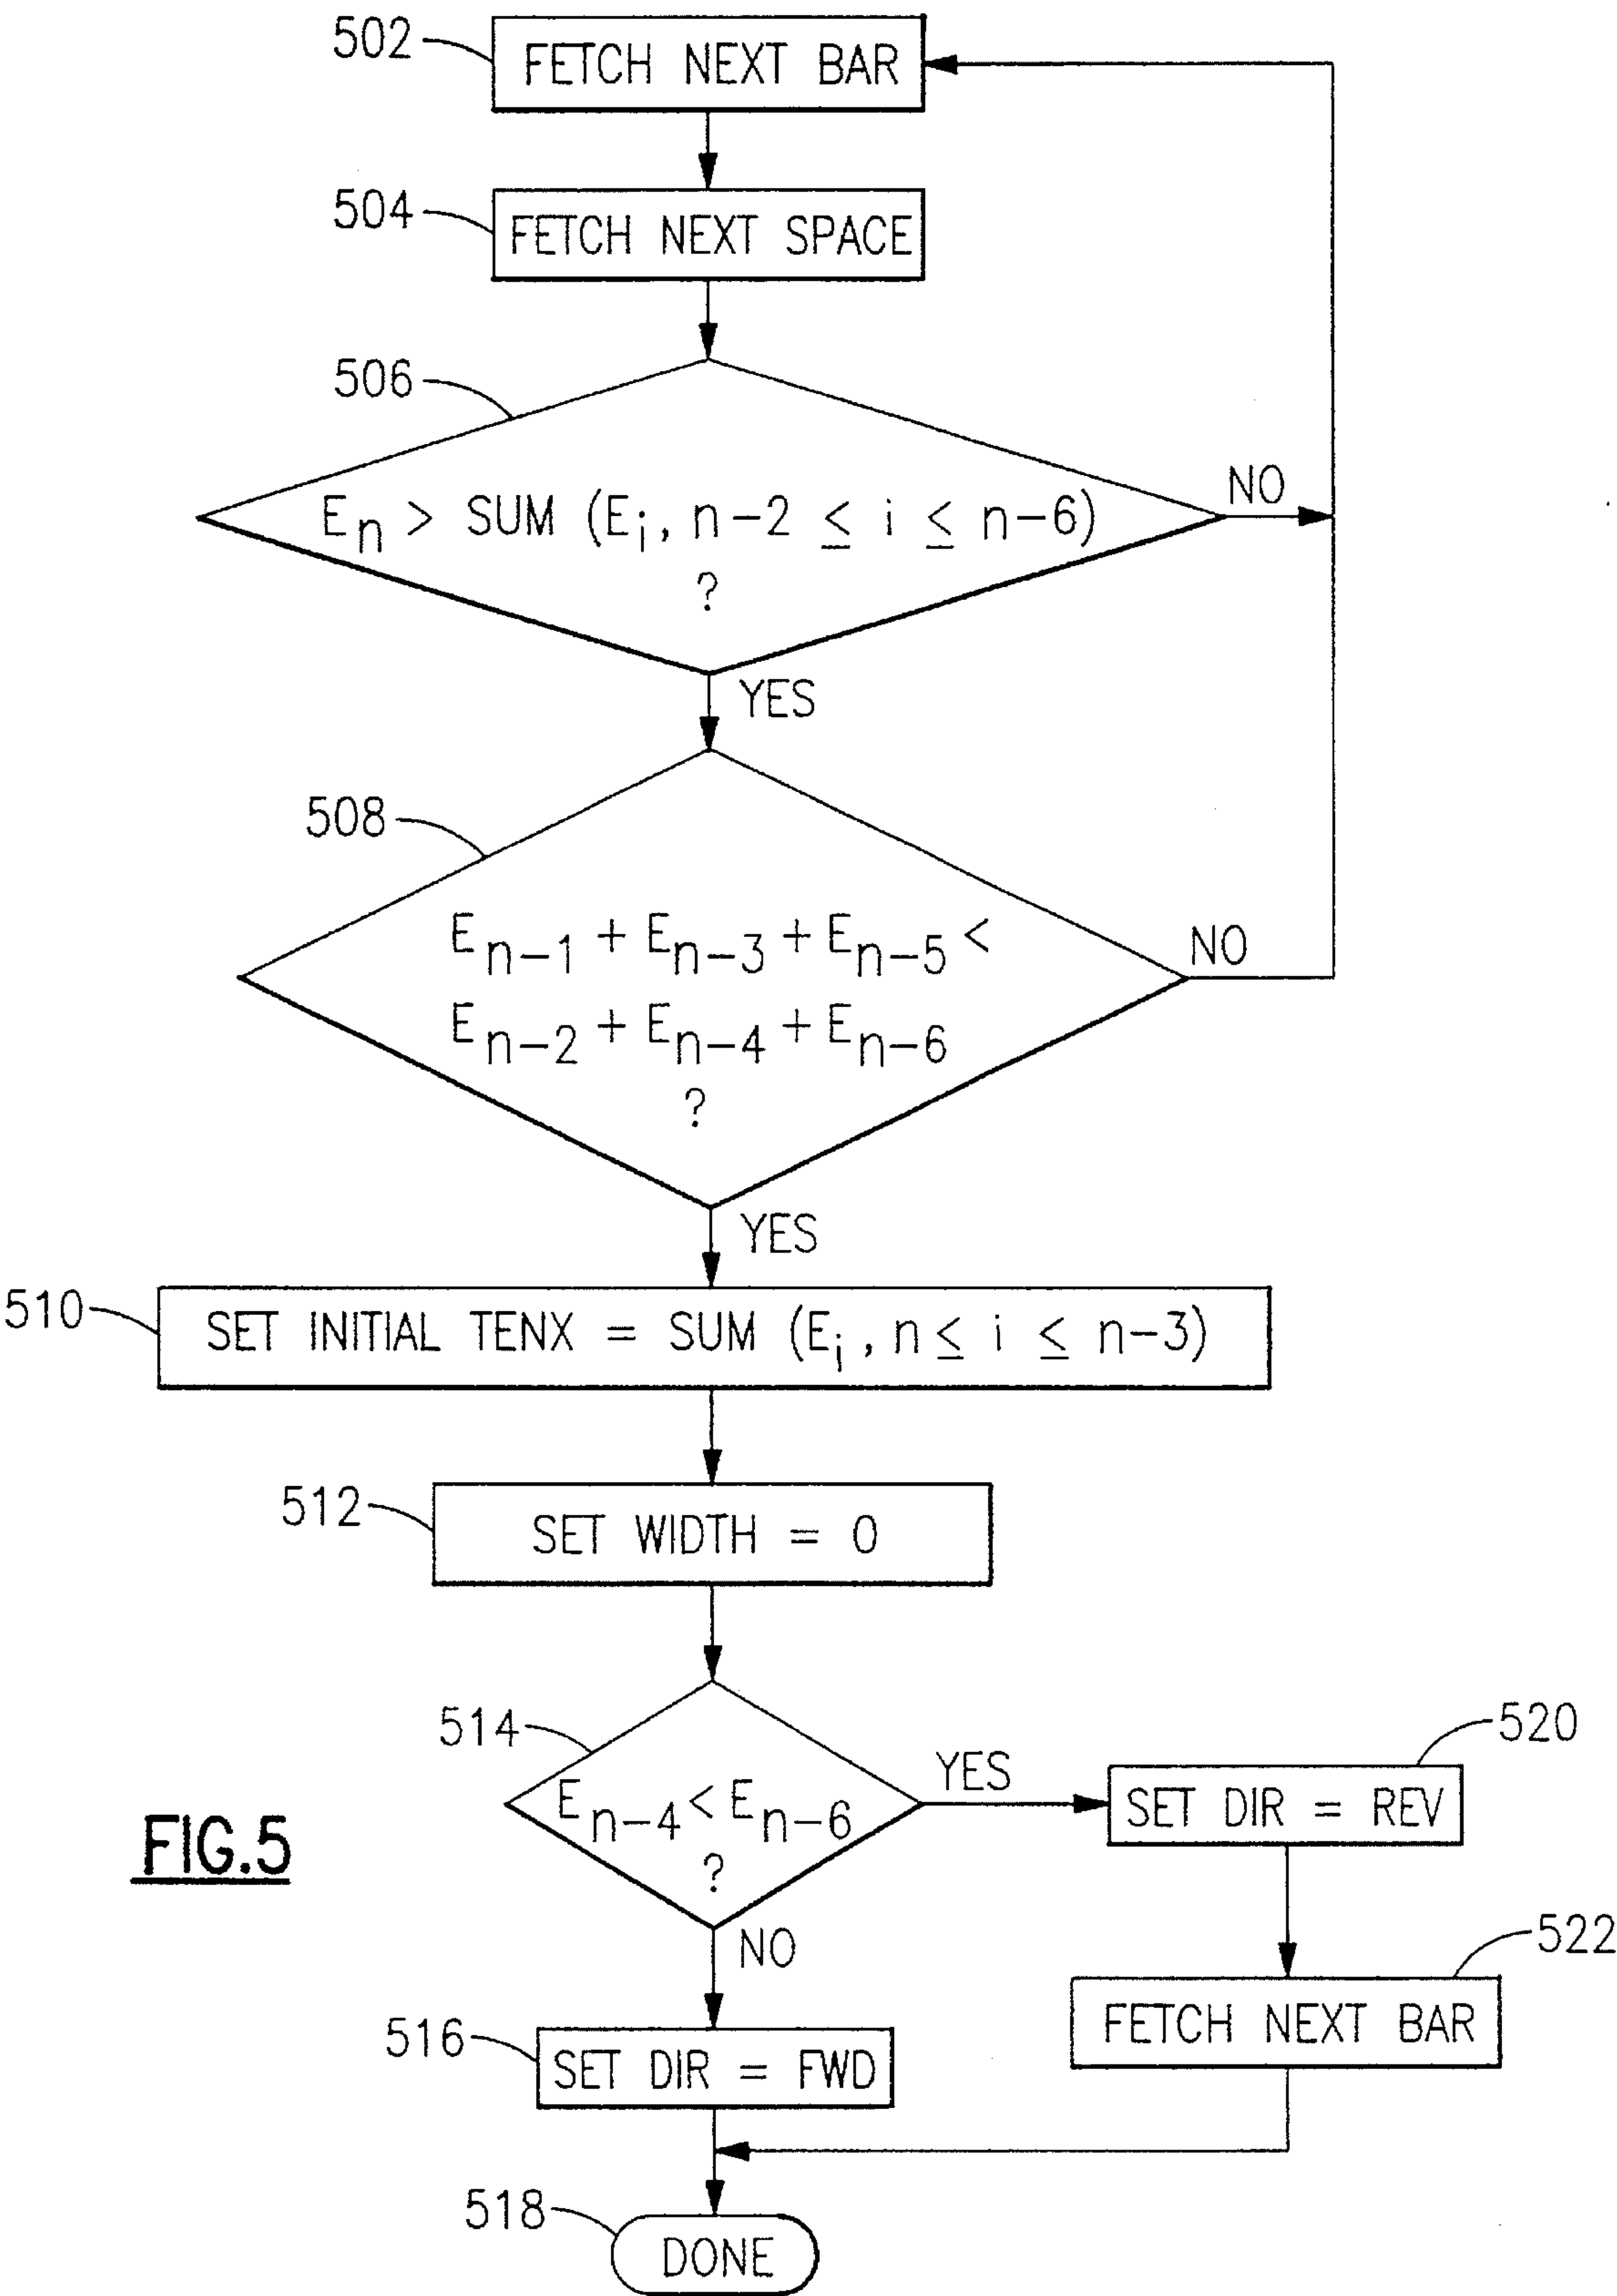 502
FETCH NEXT BAR
504
FETCH NEXT SPACE
506
En > SUM (Ei, n-2 ≤ i ≤ n-6)
?
NO
YES
508
En-1 + En-3 + En-5 <
En-2 + En-4 + En-6
?
NO
YES
510
SET INITIAL TENX = SUM (Ei, n ≤ i ≤ n-3)
512
SET WIDTH = 0
514
En-4 < En-6
?
YES
520
SET DIR = REV
NO
522
FETCH NEXT BAR
516
SET DIR = FWD
518
DONE
FIG.5